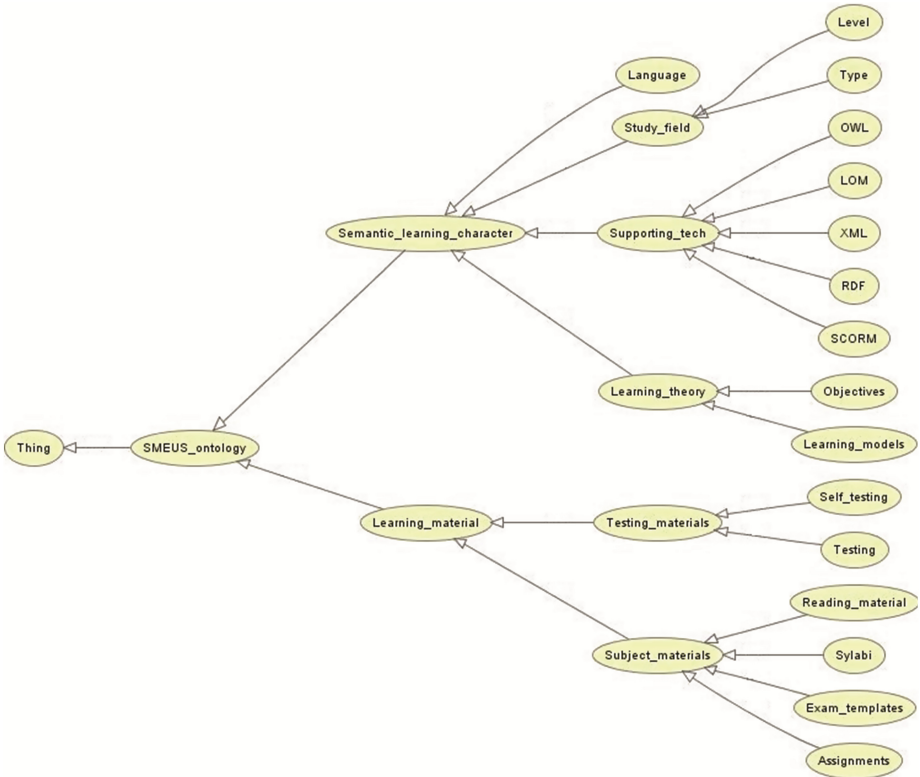 Level
Language
Type
Study_field
OWL
LOM
Semantic_learning_character
Supporting_tech
XML
RDF
SCORM
Learning_theory
Objectives
Learning_models
Thing
SMEUS_ontology
Self_testing
Learning_material
Testing_materials
Testing
Reading_material
Subject_materials
Sylabi
Exam_templates
Assignments